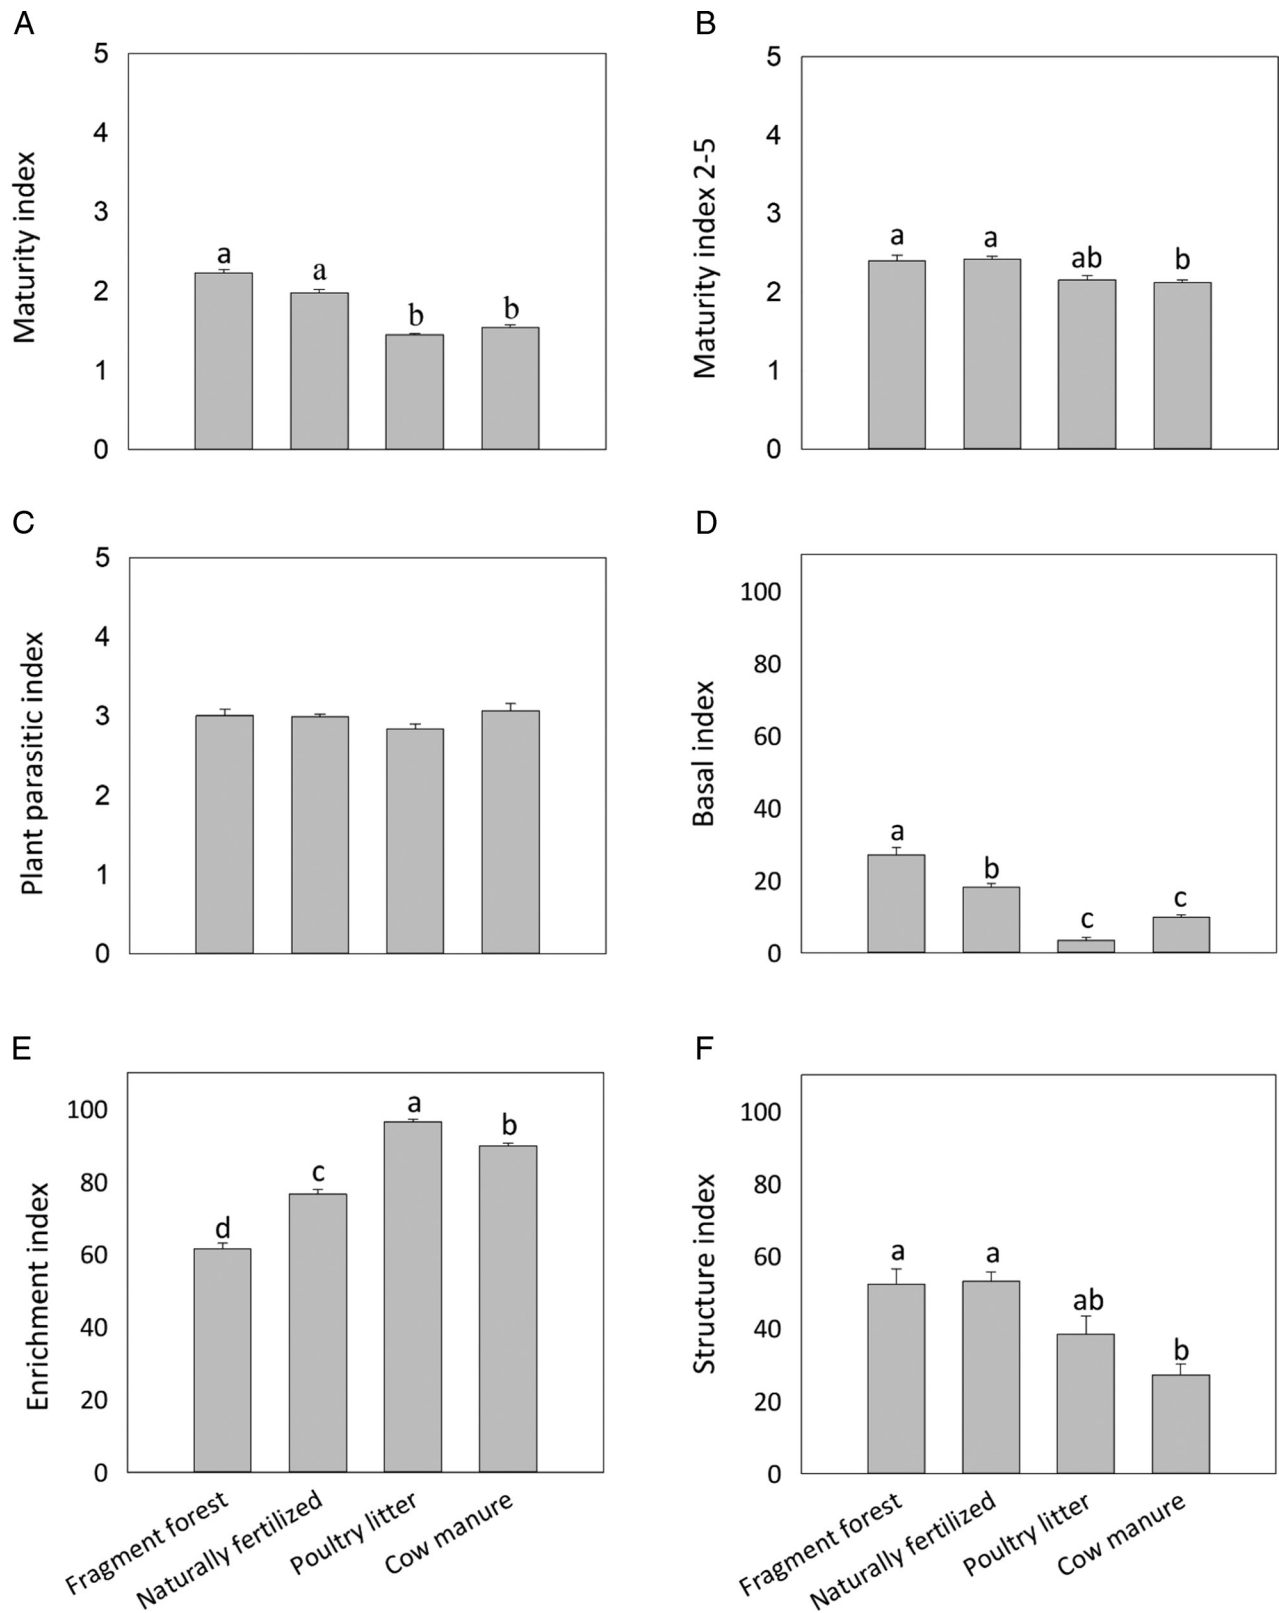 A
Maturity index
5
4
3
2
1
0
a
a
b
b
B
Maturity index 2-5
5
4
3
2
1
0
a
a
ab
b
C
Plant parasitic index
5
4
3
2
1
0
D
Basal index
100
80
60
40
20
0
a
b
c
c
E
Enrichment index
100
80
60
40
20
0
d
c
a
b
Fragment forest
Naturally fertilized
Poultry litter
Cow manure
F
Structure index
100
80
60
40
20
0
a
a
ab
b
Fragment forest
Naturally fertilized
Poultry litter
Cow manure